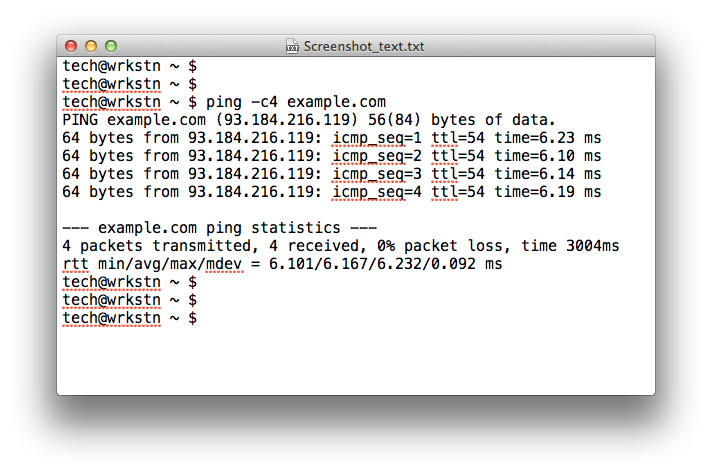 Screenshot_text.txt
tech@wrkstn ~ $
tech@wrkstn ~ $
tech@wrkstn ~ $ ping -c4 example.com
PING example.com (93.184.216.119) 56(84) bytes of data.
64 bytes from 93.184.216.119: icmp_seq=1 ttl=54 time=6.23 ms
64 bytes from 93.184.216.119: icmp_seq=2 ttl=54 time=6.10 ms
64 bytes from 93.184.216.119: icmp_seq=3 ttl=54 time=6.14 ms
64 bytes from 93.184.216.119: icmp_seq=4 ttl=54 time=6.19 ms

--- example.com ping statistics ---
4 packets transmitted, 4 received, 0% packet loss, time 3004ms
rtt min/avg/max/mdev = 6.101/6.167/6.232/0.092 ms
tech@wrkstn ~ $
tech@wrkstn ~ $
tech@wrkstn ~ $